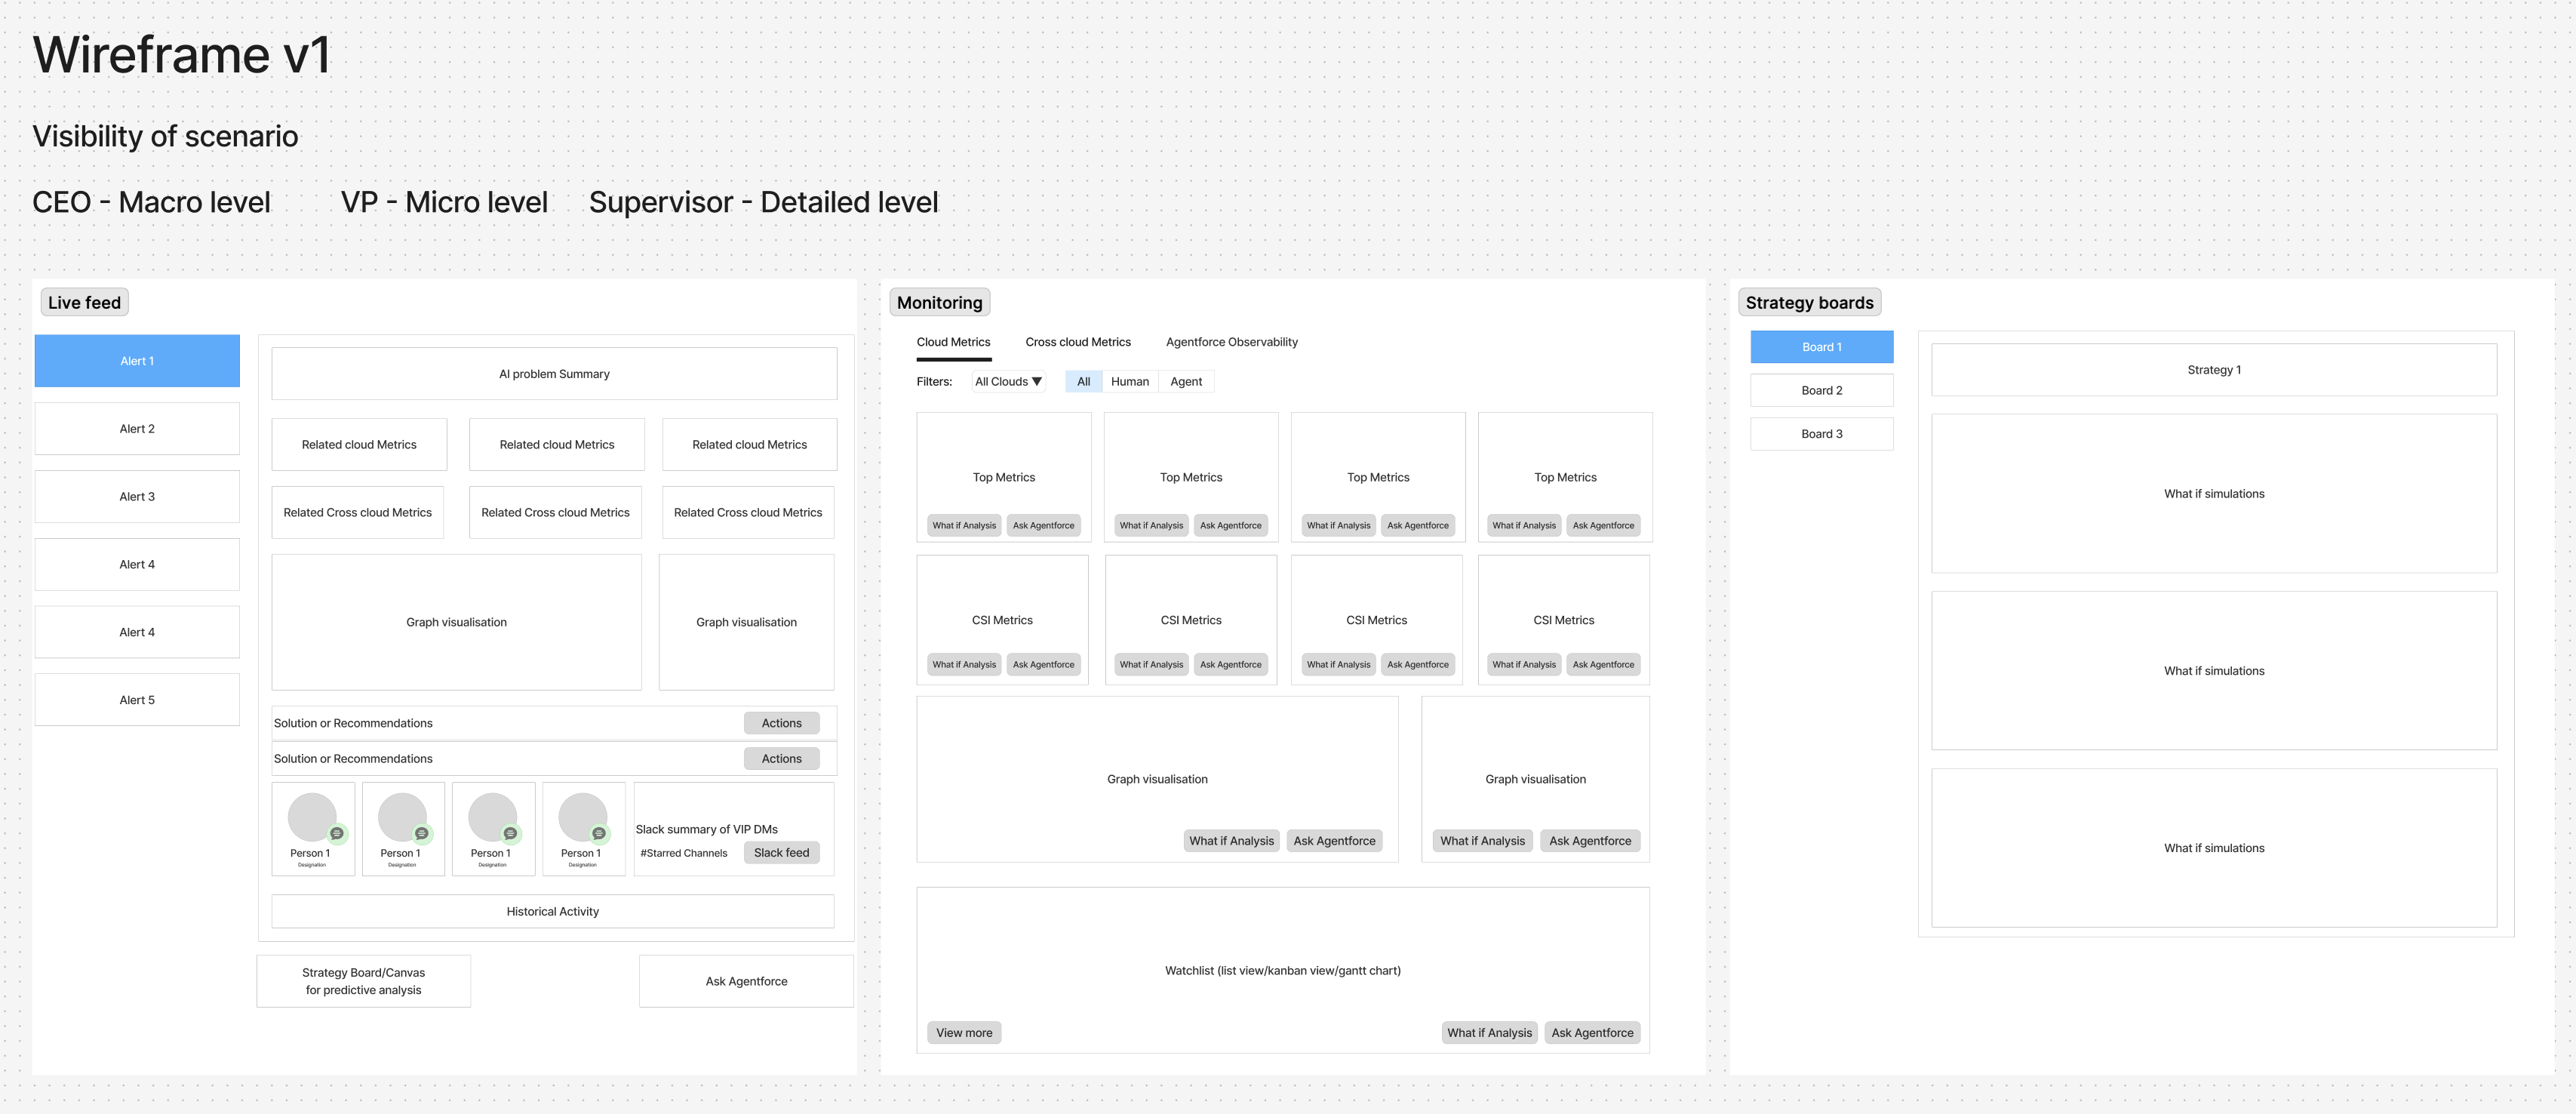 Wireframe v1
Visibility of scenario
CEO - Macro level
VP - Micro level
Supervisor - Detailed level
Live feed
Alert 1
Alert 2
Alert 3
Alert 4
Alert 4
Alert 5
AI problem Summary
Related cloud Metrics
Related cloud Metrics
Related cloud Metrics
Related Cross cloud Metrics
Related Cross cloud Metrics
Related Cross cloud Metrics
Graph visualisation
Graph visualisation
Solution or Recommendations
Actions
Solution or Recommendations
Actions
Person 1
Designation
Person 1
Designation
Person 1
Designation
Person 1
Designation
Slack summary of VIP DMs
#Starred Channels
Slack feed
Historical Activity
Strategy Board/Canvas
for predictive analysis
Ask Agentforce
Monitoring
Cloud Metrics
Cross cloud Metrics
Agentforce Observability
Filters:
All Clouds ▼
All
Human
Agent
Top Metrics
What if Analysis
Ask Agentforce
Top Metrics
What if Analysis
Ask Agentforce
Top Metrics
What if Analysis
Ask Agentforce
Top Metrics
What if Analysis
Ask Agentforce
CSI Metrics
What if Analysis
Ask Agentforce
CSI Metrics
What if Analysis
Ask Agentforce
CSI Metrics
What if Analysis
Ask Agentforce
CSI Metrics
What if Analysis
Ask Agentforce
Graph visualisation
What if Analysis
Ask Agentforce
Graph visualisation
What if Analysis
Ask Agentforce
Watchlist (list view/kanban view/gantt chart)
View more
What if Analysis
Ask Agentforce
Strategy boards
Board 1
Board 2
Board 3
Strategy 1
What if simulations
What if simulations
What if simulations